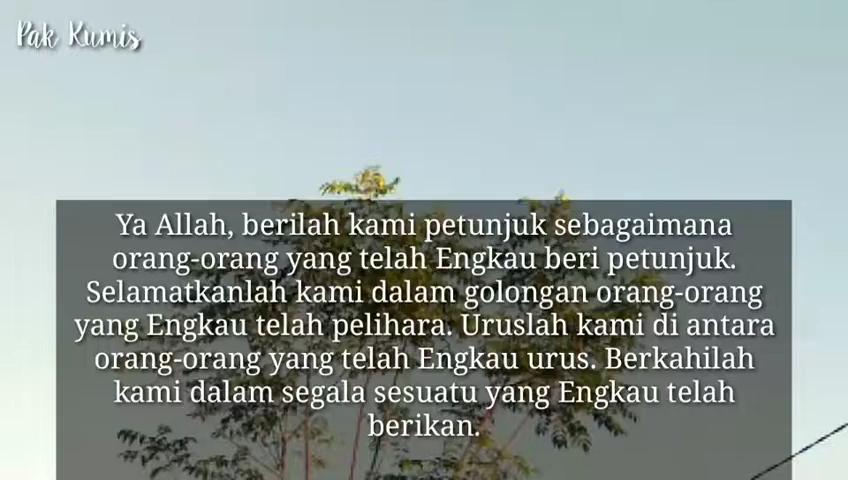 Pak Kumis
Ya Allah, berilah kami petunjuk sebagaimana
orang-orang yang telah Engkau beri petunjuk.
Selamatkanlah kami dalam golongan orang-orang
yang Engkau telah pelihara. Uruslah kami di antara
orang-orang yang telah Engkau urus. Berkahilah
kami dalam segala sesuatu yang Engkau telah
berikan.